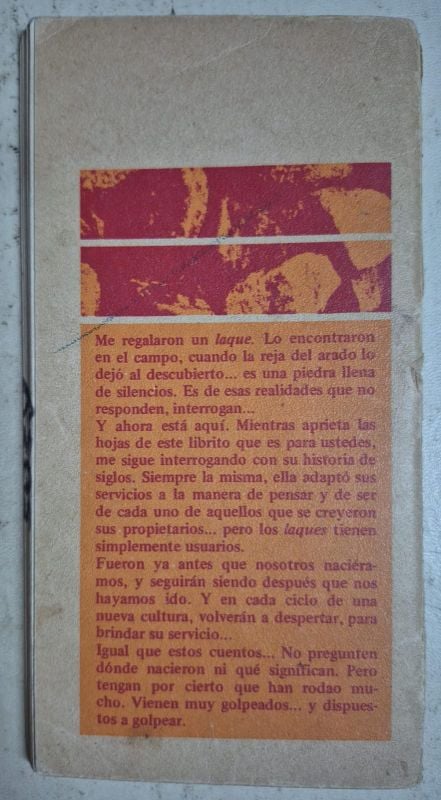 Me regalaron un laque. Lo encontraron
en el campo, cuando la reja del arado lo
dejó al descubierto... es una piedra llena
de silencios. Es de esas realidades que no
responden, interrogan...
Y ahora está aquí. Mientras aprieta las
hojas de este librito que es para ustedes,
me sigue interrogando con su historia de
siglos. Siempre la misma, ella adaptó sus
servicios a la manera de pensar y de ser
de cada uno de aquellos que se creyeron
sus propietarios... pero los laques tienen
simplemente usuarios.
Fueron ya antes que nosotros naciéra-
mos, y seguirán siendo después que nos
hayamos ido. Y en cada ciclo de una
nueva cultura, volverán a despertar, para
brindar su servicio...
Igual que estos cuentos... No pregunten
dónde nacieron ni qué significan. Pero
tengan por cierto que han rodao mu-
cho. Vienen muy golpeados... y dispues-
tos a golpear.